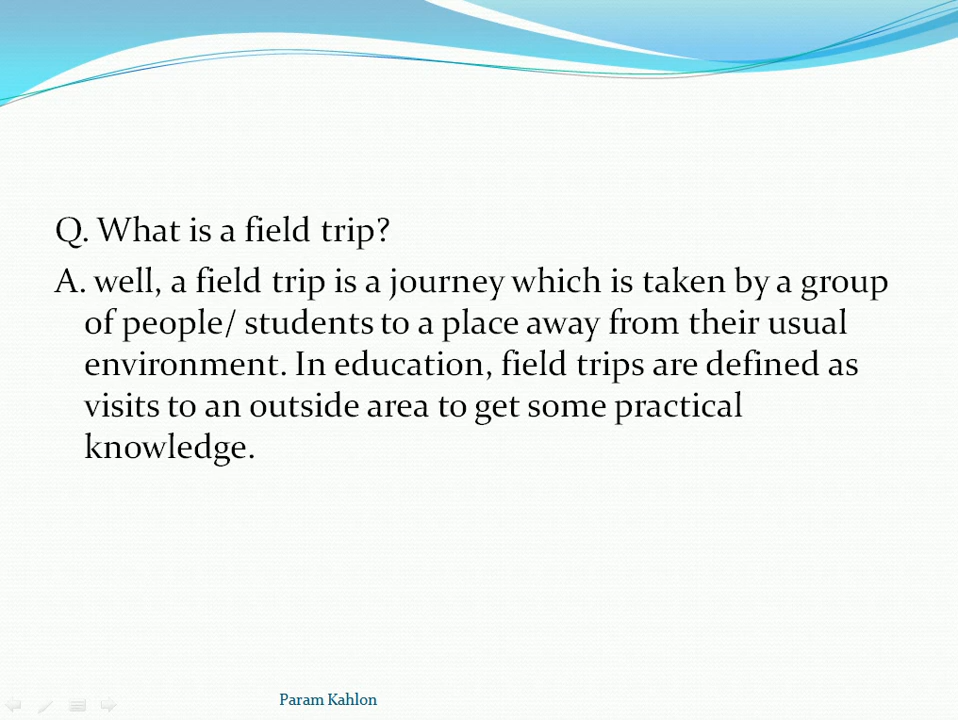 Q. What is a field trip?
A. well, a field trip is a journey which is taken by a group
of people/ students to a place away from their usual
environment. In education, field trips are defined as
visits to an outside area to get some practical
knowledge.
Param Kahlon